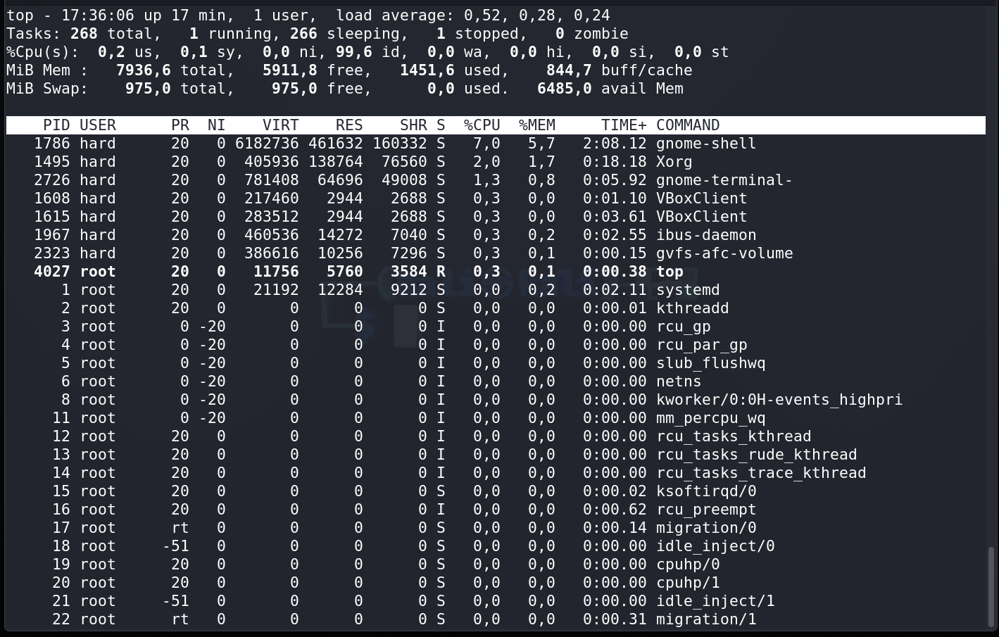 top - 17:36:06 up 17 min,  1 user,  load average: 0,52, 0,28, 0,24
Tasks: 268 total,   1 running, 266 sleeping,   1 stopped,   0 zombie
%Cpu(s):  0,2 us,  0,1 sy,  0,0 ni, 99,6 id,  0,0 wa,  0,0 hi,  0,0 si,  0,0 st
MiB Mem :   7936,6 total,   5911,8 free,   1451,6 used,    844,7 buff/cache
MiB Swap:    975,0 total,    975,0 free,      0,0 used.   6485,0 avail Mem
PID USER      PR  NI    VIRT    RES    SHR S  %CPU  %MEM     TIME+ COMMAND
1786 hard      20   0 6182736 461632 160332 S   7,0   5,7   2:08.12 gnome-shell
1495 hard      20   0  405936 138764  76560 S   2,0   1,7   0:18.18 Xorg
2726 hard      20   0  781408  64696  49008 S   1,3   0,8   0:05.92 gnome-terminal-
1608 hard      20   0  217460   2944   2688 S   0,3   0,0   0:01.10 VBoxClient
1615 hard      20   0  283512   2944   2688 S   0,3   0,0   0:03.61 VBoxClient
1967 hard      20   0  460536  14272   7040 S   0,3   0,2   0:02.55 ibus-daemon
2323 hard      20   0  386616  10256   7296 S   0,3   0,1   0:00.15 gvfs-afc-volume
4027 root      20   0   11756   5760   3584 R   0,3   0,1   0:00.38 top
1 root      20   0   21192  12284   9212 S   0,0   0,2   0:02.11 systemd
2 root      20   0       0      0      0 S   0,0   0,0   0:00.01 kthreadd
3 root       0 -20       0      0      0 I   0,0   0,0   0:00.00 rcu_gp
4 root       0 -20       0      0      0 I   0,0   0,0   0:00.00 rcu_par_gp
5 root       0 -20       0      0      0 I   0,0   0,0   0:00.00 slub_flushwq
6 root       0 -20       0      0      0 I   0,0   0,0   0:00.00 netns
8 root       0 -20       0      0      0 I   0,0   0,0   0:00.00 kworker/0:0H-events_highpri
11 root       0 -20       0      0      0 I   0,0   0,0   0:00.00 mm_percpu_wq
12 root      20   0       0      0      0 I   0,0   0,0   0:00.00 rcu_tasks_kthread
13 root      20   0       0      0      0 I   0,0   0,0   0:00.00 rcu_tasks_rude_kthread
14 root      20   0       0      0      0 I   0,0   0,0   0:00.00 rcu_tasks_trace_kthread
15 root      20   0       0      0      0 S   0,0   0,0   0:00.02 ksoftirqd/0
16 root      20   0       0      0      0 I   0,0   0,0   0:00.62 rcu_preempt
17 root      rt   0       0      0      0 S   0,0   0,0   0:00.14 migration/0
18 root     -51   0       0      0      0 S   0,0   0,0   0:00.00 idle_inject/0
19 root      20   0       0      0      0 S   0,0   0,0   0:00.00 cpuhp/0
20 root      20   0       0      0      0 S   0,0   0,0   0:00.00 cpuhp/1
21 root     -51   0       0      0      0 S   0,0   0,0   0:00.00 idle_inject/1
22 root      rt   0       0      0      0 S   0,0   0,0   0:00.31 migration/1